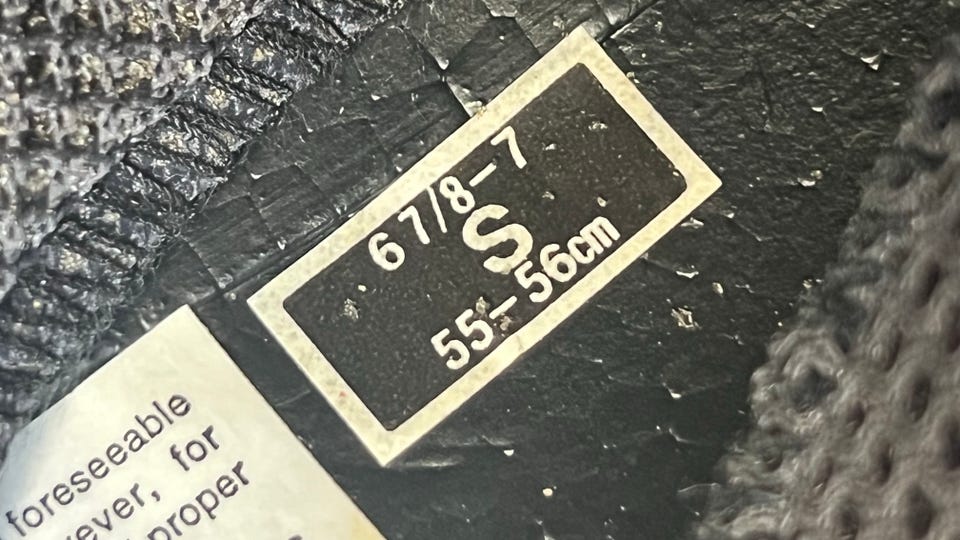 6 7/8-7
S
55-56cm
foreseeable
ever, for
proper